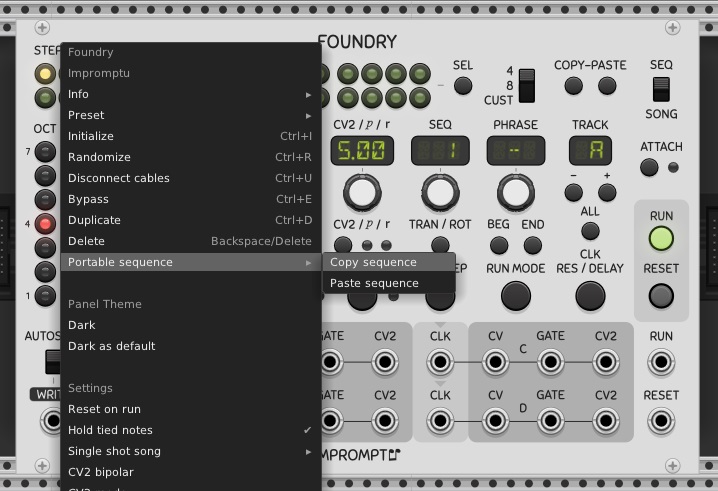 FOUNDRY
STEP
SEL
4
8
CUST
COPY-PASTE
SEQ
SONG
Foundry
Impromptu
Info ▸
Preset ▸
Initialize Ctrl+I
Randomize Ctrl+R
Disconnect cables Ctrl+U
Bypass Ctrl+E
Duplicate Ctrl+D
Delete Backspace/Delete
Portable sequence ▸
Copy sequence
Paste sequence
Panel Theme
Dark
Dark as default
Settings
Reset on run
Hold tied notes ✔
Single shot song ▸
CV2 bipolar
OCT
7
4
1
AUTOS
WRIT
CV2 / p / r
SEQ
PHRASE
TRACK
5.00
1
-
A
ATTACH
- +
CV2 / p / r
TRAN / ROT
BEG END
ALL
RUN
EP
RUN MODE
CLK
RES / DELAY
RESET
GATE CV2 CLK CV GATE CV2 RUN
C
GATE CV2 CLK CV GATE CV2 RESET
D
MPROMPT